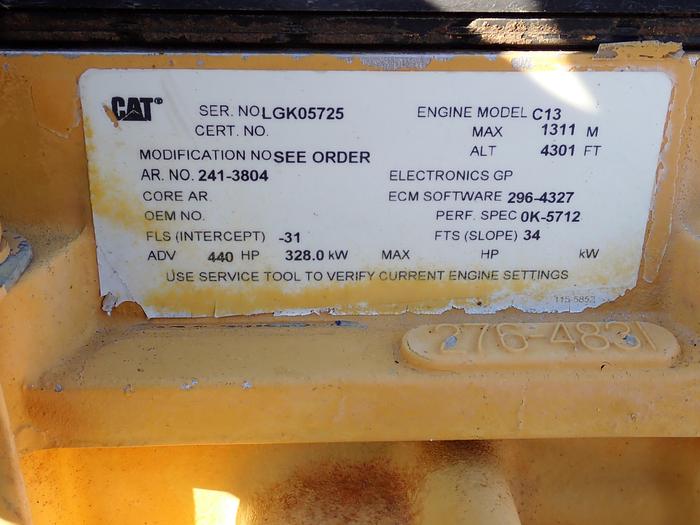 CAT® SER. NO LGK05725 ENGINE MODEL C13
CERT. NO. MAX 1311 M
MODIFICATION NO SEE ORDER ALT 4301 FT
AR. NO. 241-3804 ELECTRONICS GP
CORE AR. ECM SOFTWARE 296-4327
OEM NO. PERF. SPEC 0K-5712
FLS (INTERCEPT) -31 FTS (SLOPE) 34
ADV 440 HP 328.0 kW MAX HP kW
USE SERVICE TOOL TO VERIFY CURRENT ENGINE SETTINGS
115-5852
276-4831